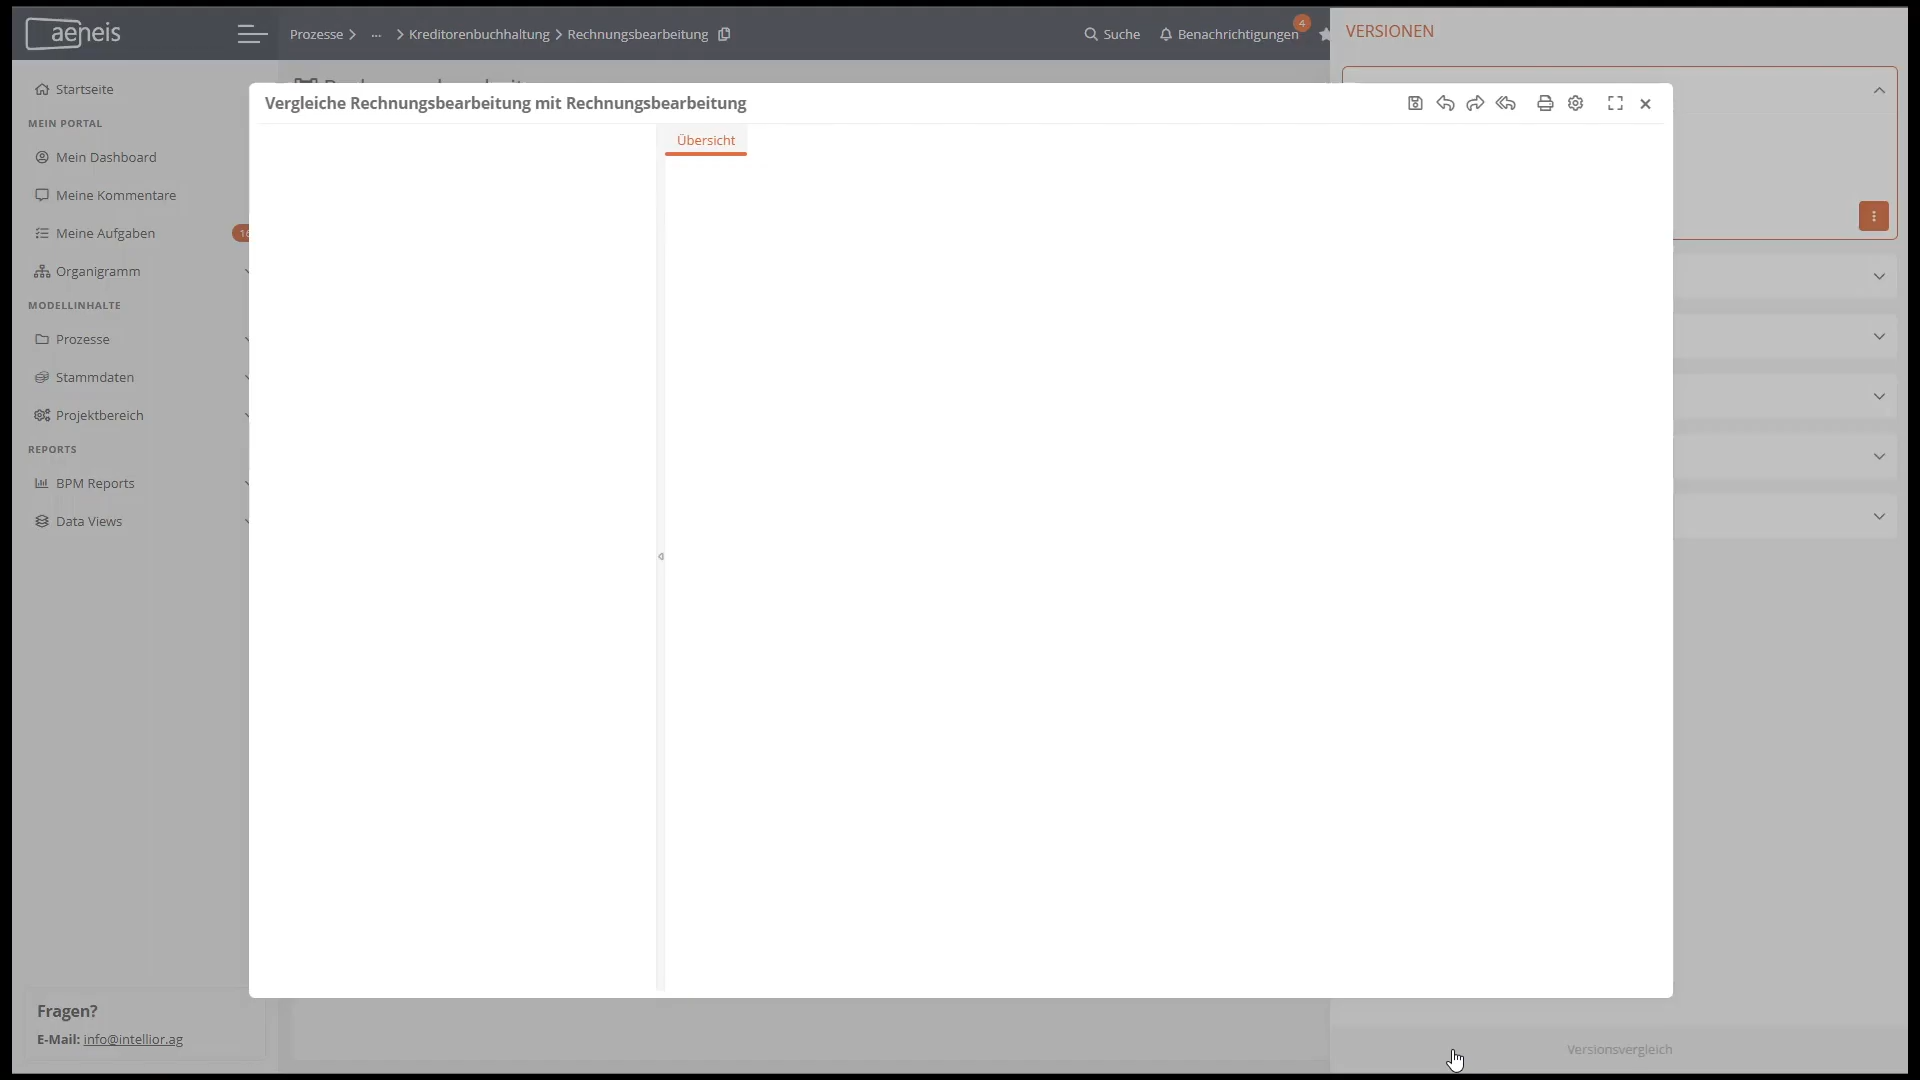 aeneis
Prozesse > ... > Kreditorenbuchhaltung > Rechnungsbearbeitung
Suche
Benachrichtigungen
4
VERSIONEN
Startseite
MEIN PORTAL
Mein Dashboard
Meine Kommentare
Meine Aufgaben
Organigramm
MODELLINHALTE
Prozesse
Stammdaten
Projektbereich
REPORTS
BPM Reports
Data Views
Vergleiche Rechnungsbearbeitung mit Rechnungsbearbeitung
Übersicht
Fragen?
E-Mail: info@intellior.ag
Versionsvergleich